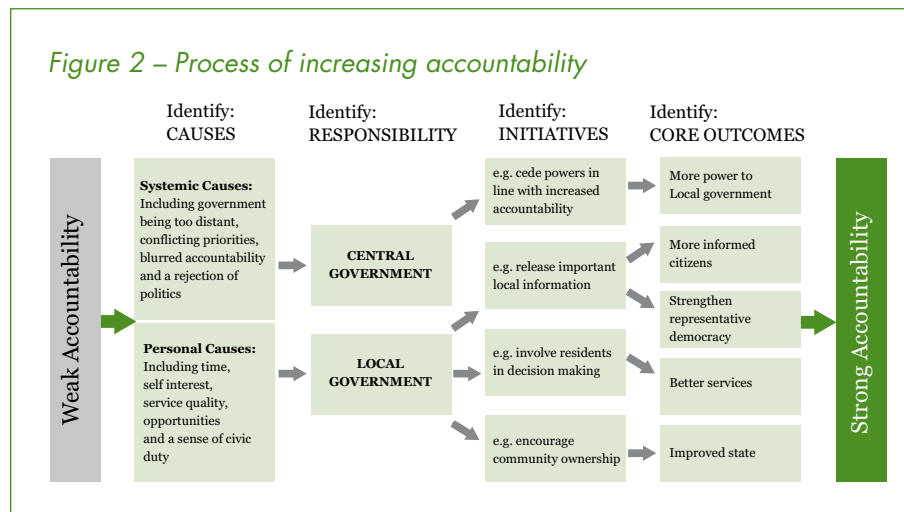 Figure 2 – Process of increasing accountability
Identify:
CAUSES
Identify:
RESPONSIBILITY
Identify:
INITIATIVES
Identify:
CORE OUTCOMES
Weak Accountability
Systemic Causes:
Including government
being too distant,
conflicting priorities,
blurred accountability
and a rejection of
politics
Personal Causes:
Including time,
self interest,
service quality,
opportunities
and a sense of civic
duty
CENTRAL
GOVERNMENT
LOCAL
GOVERNMENT
e.g. cede powers in
line with increased
accountability
e.g. release important
local information
e.g. involve residents
in decision making
e.g. encourage
community ownership
More power to
Local government
More informed
citizens
Strengthen
representative
democracy
Better services
Improved state
Strong Accountability